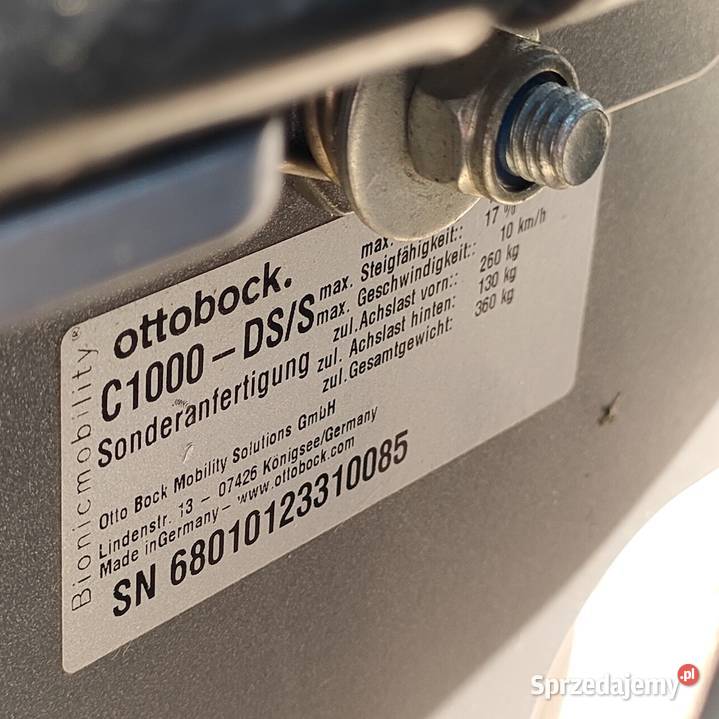 Bionicmobility®
ottobock.
C1000 – DS/S
Sonderanfertigung
max. 17 %
max. Steigfähigkeit:: 10 km/h
max. Geschwindigkeit:: 260 kg
zul.Achslast vorn:: 130 kg
zul. Achslast hinten: 360 kg
zul.Gesamtgewicht:
Otto Bock Mobility Solutions GmbH
Lindenstr. 13 – 07426 Königsee/Germany
Made inGermany – www.ottobock.com
SN 68010123310085
Sprzedajemy.pl